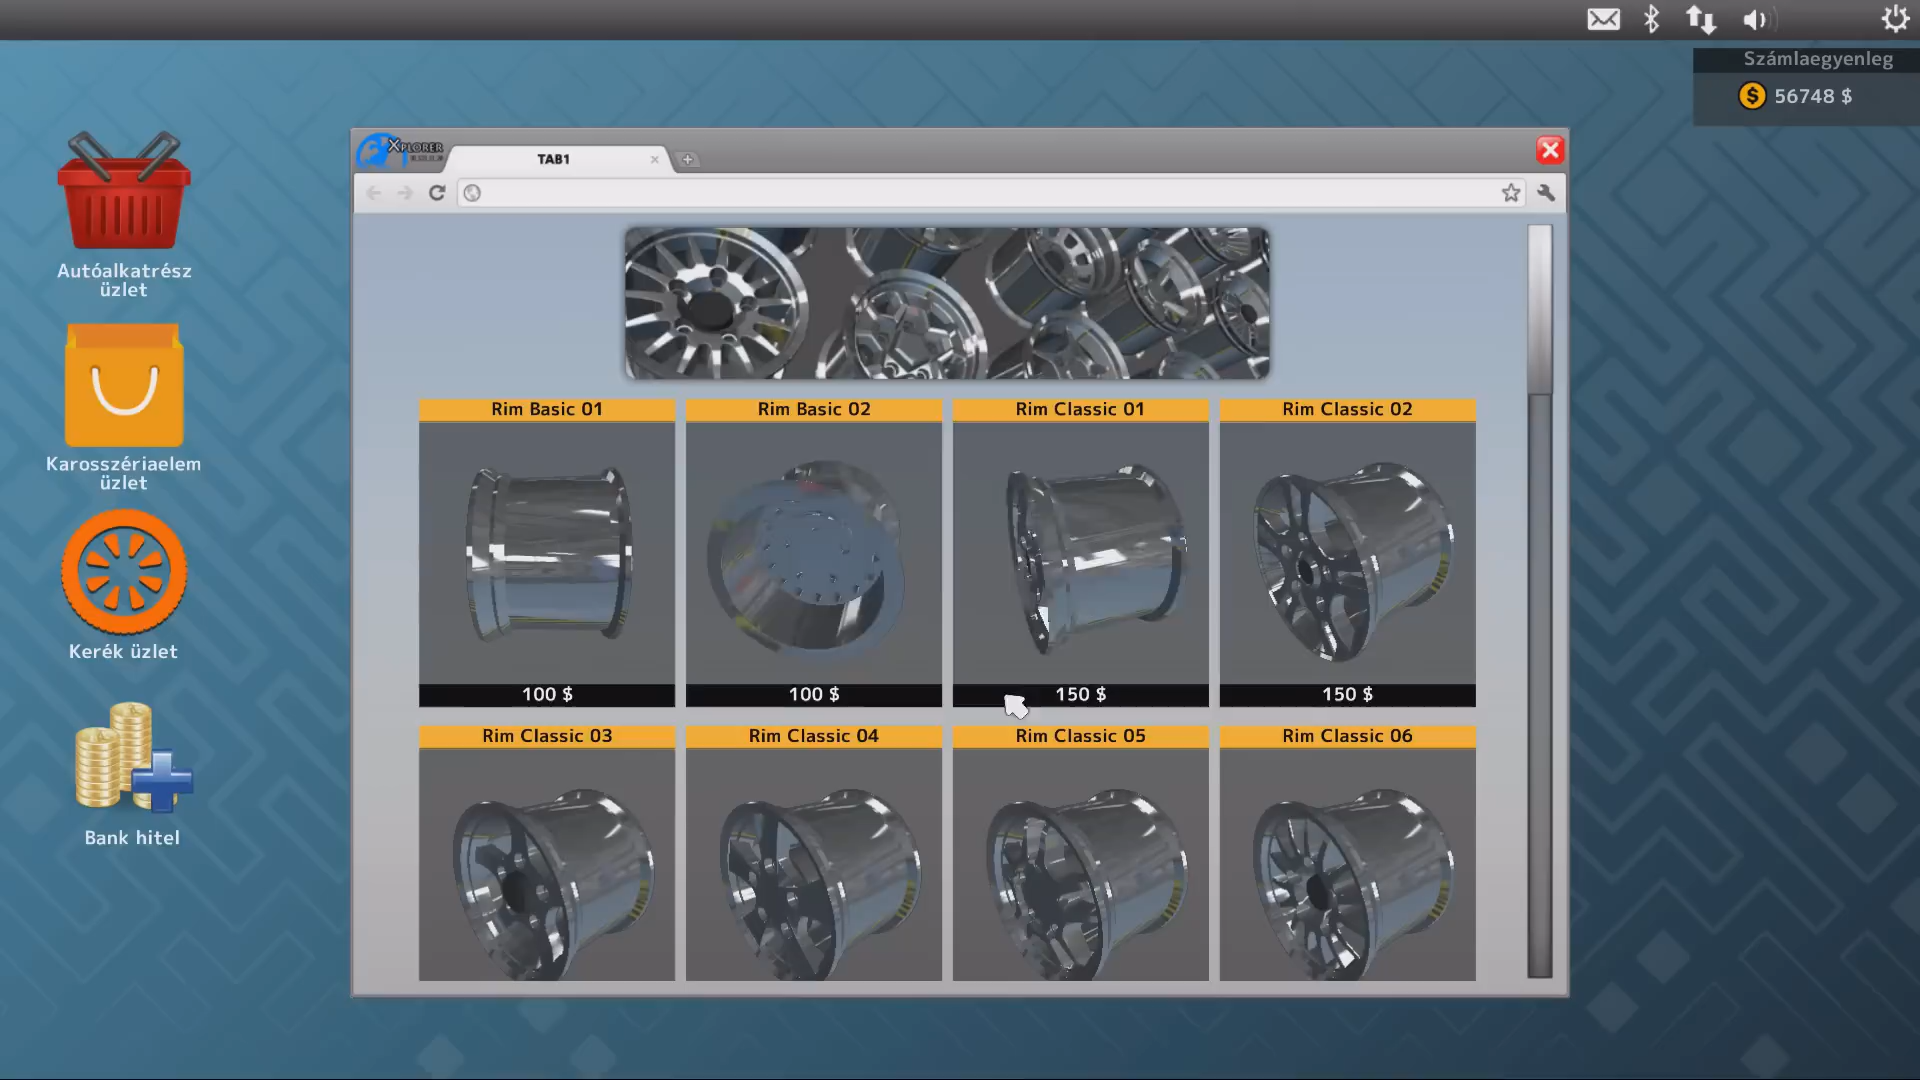 Számlaegyenleg
56748 $
Autóalkatrész
üzlet
Karosszériaelem
üzlet
Kerék üzlet
Bank hitel
XPLORER
TAB1
Rim Basic 01
Rim Basic 02
Rim Classic 01
Rim Classic 02
100 $
100 $
150 $
150 $
Rim Classic 03
Rim Classic 04
Rim Classic 05
Rim Classic 06